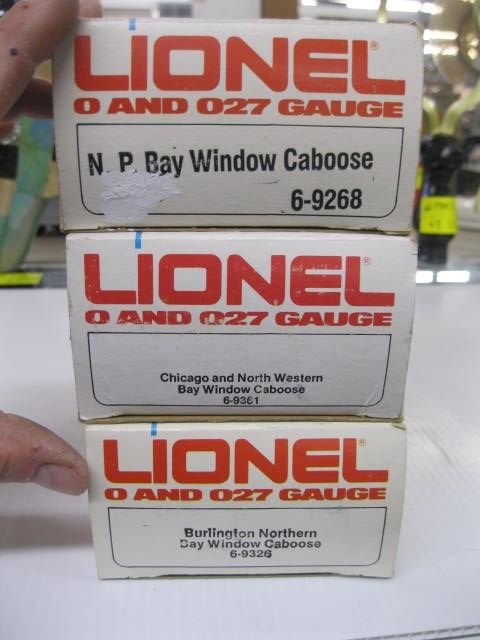 LIONEL®
O AND O27 GAUGE
N. P. Bay Window Caboose
6-9268
LIONEL®
O AND O27 GAUGE
Chicago and North Western
Bay Window Caboose
6-9361
LIONEL®
O AND O27 GAUGE
Burlington Northern
Bay Window Caboose
6-9326